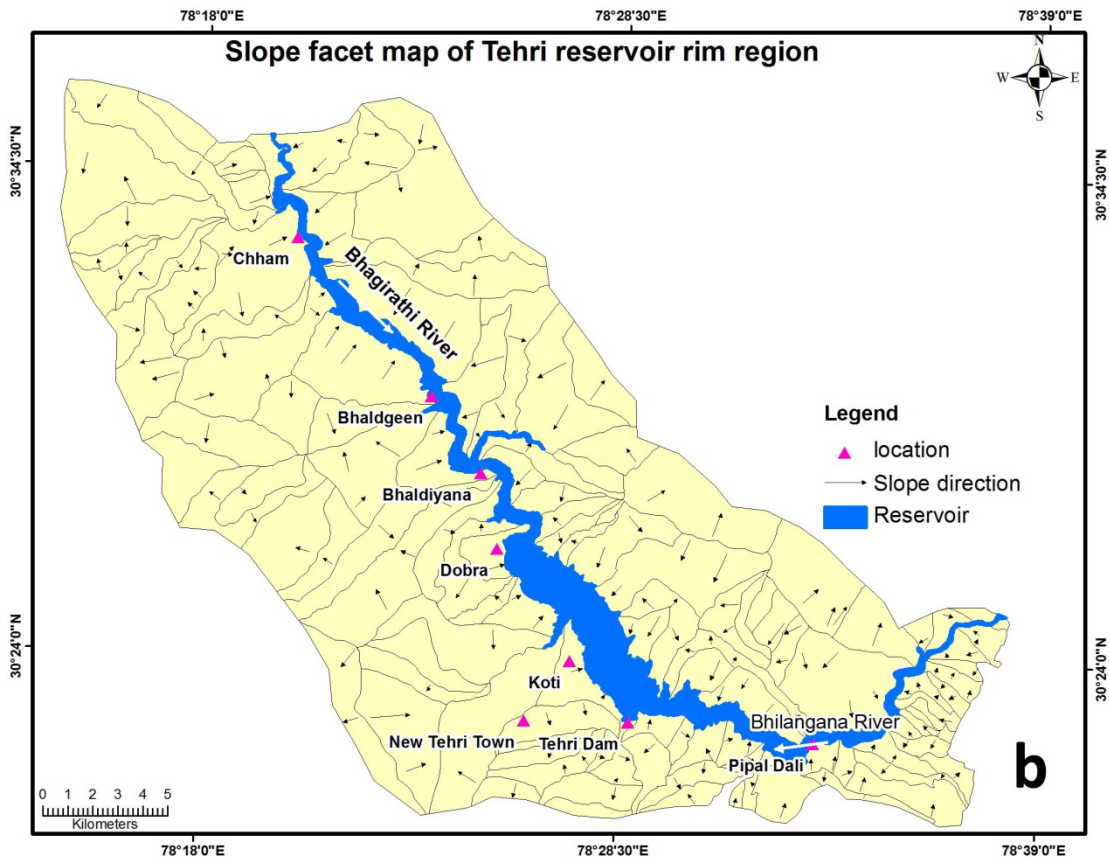 78°18'0"E 78°28'30"E 78°39'0"E
Slope facet map of Tehri reservoir rim region
N
W E
S
30°34'30"N 30°34'30"N
Chham
Bhagirathi River
Bhaldgeen
Legend
location
Slope direction
Reservoir
Bhaldiyana
Dobra
30°24'0"N 30°24'0"N
Koti
New Tehri Town
Tehri Dam
Bhilangana River
Pipal Dali
b
0 1 2 3 4 5
Kilometers
78°18'0"E 78°28'30"E 78°39'0"E